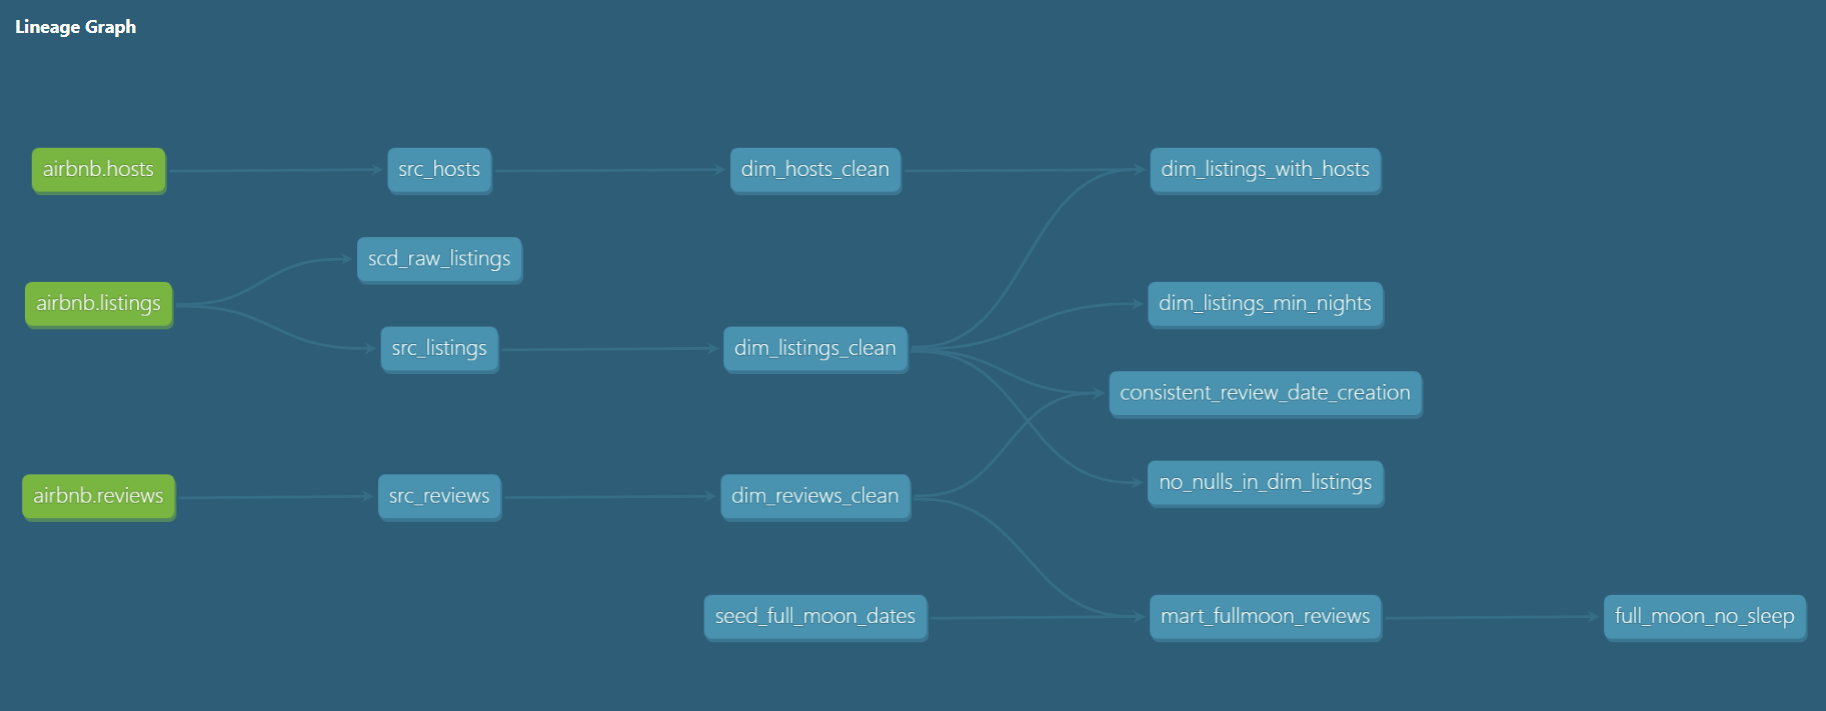 Lineage Graph
airbnb.hosts
src_hosts
dim_hosts_clean
dim_listings_with_hosts
scd_raw_listings
airbnb.listings
dim_listings_min_nights
src_listings
dim_listings_clean
consistent_review_date_creation
no_nulls_in_dim_listings
airbnb.reviews
src_reviews
dim_reviews_clean
seed_full_moon_dates
mart_fullmoon_reviews
full_moon_no_sleep